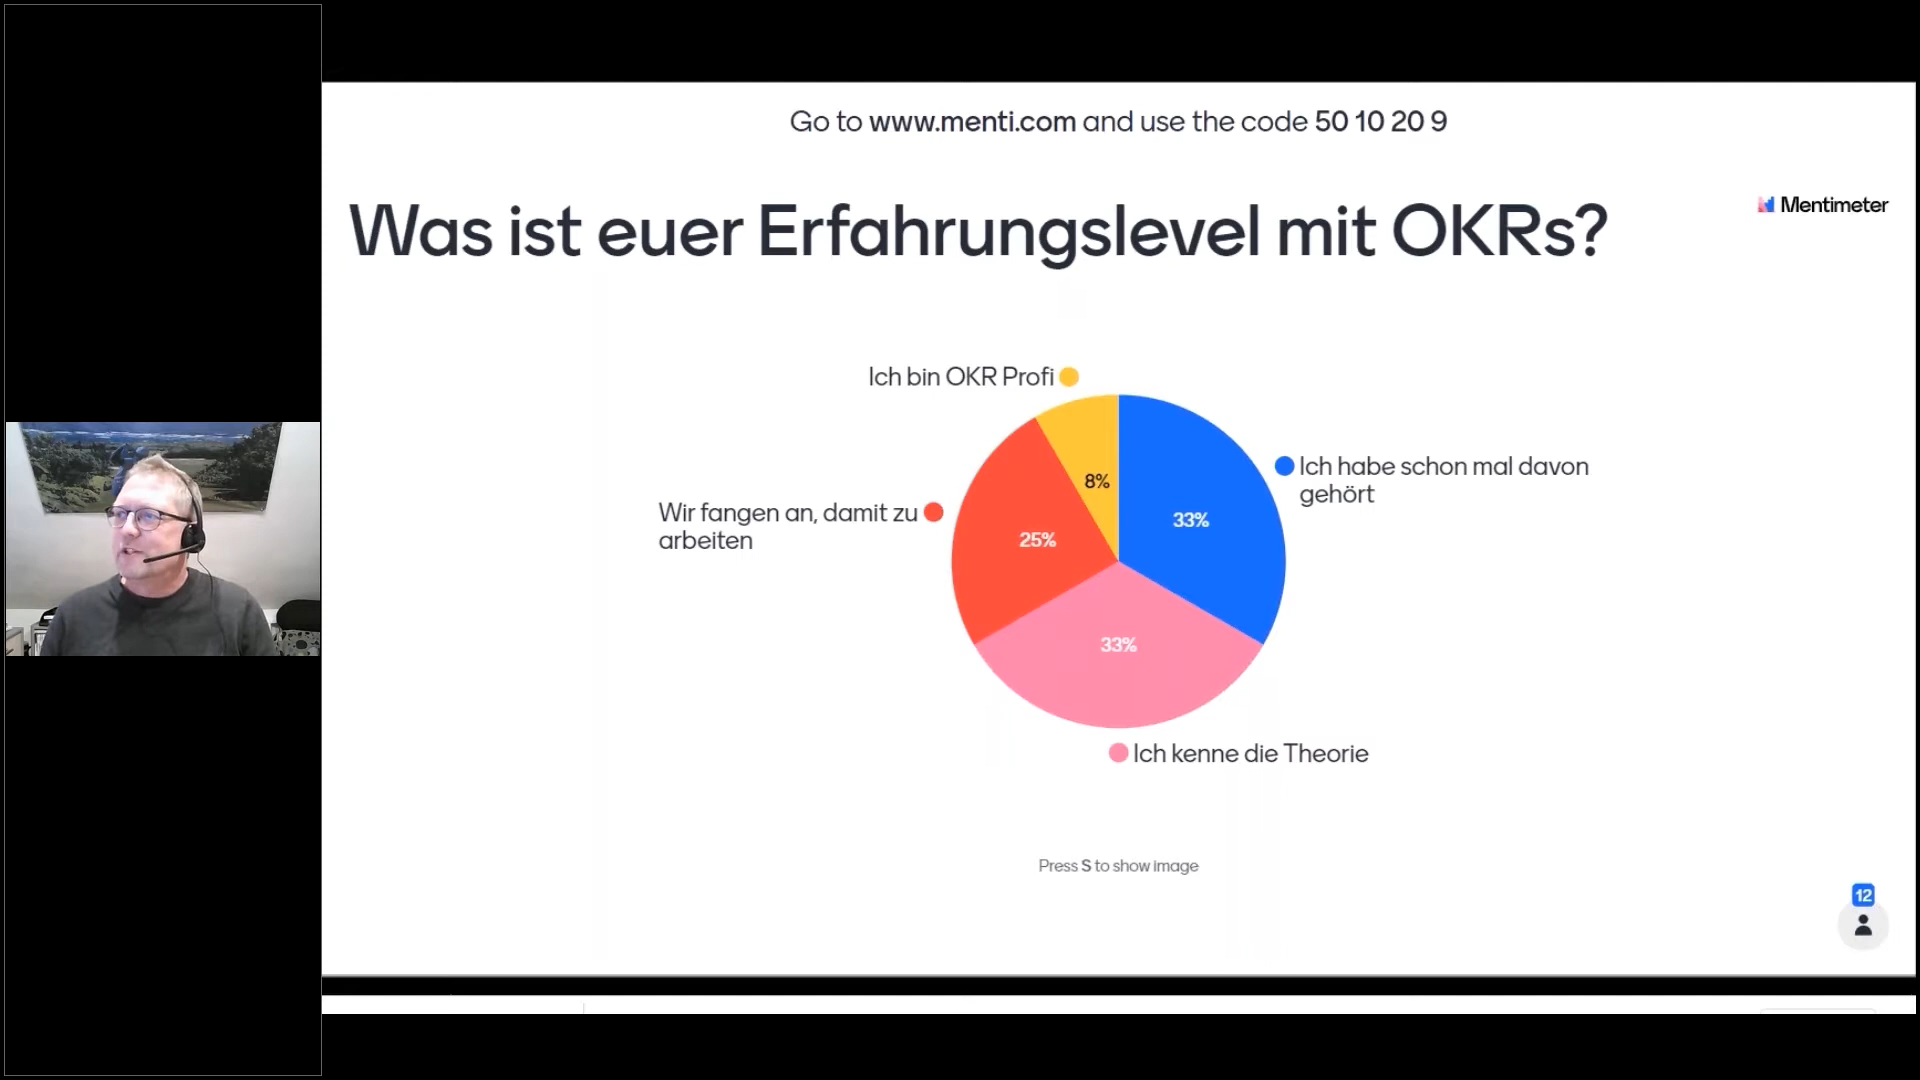 Go to www.menti.com and use the code 50 10 20 9
Was ist euer Erfahrungslevel mit OKRs?
Mentimeter
Ich bin OKR Profi
8%
Ich habe schon mal davon
gehört
33%
Wir fangen an, damit zu
arbeiten
25%
33%
Ich kenne die Theorie
Press S to show image
12